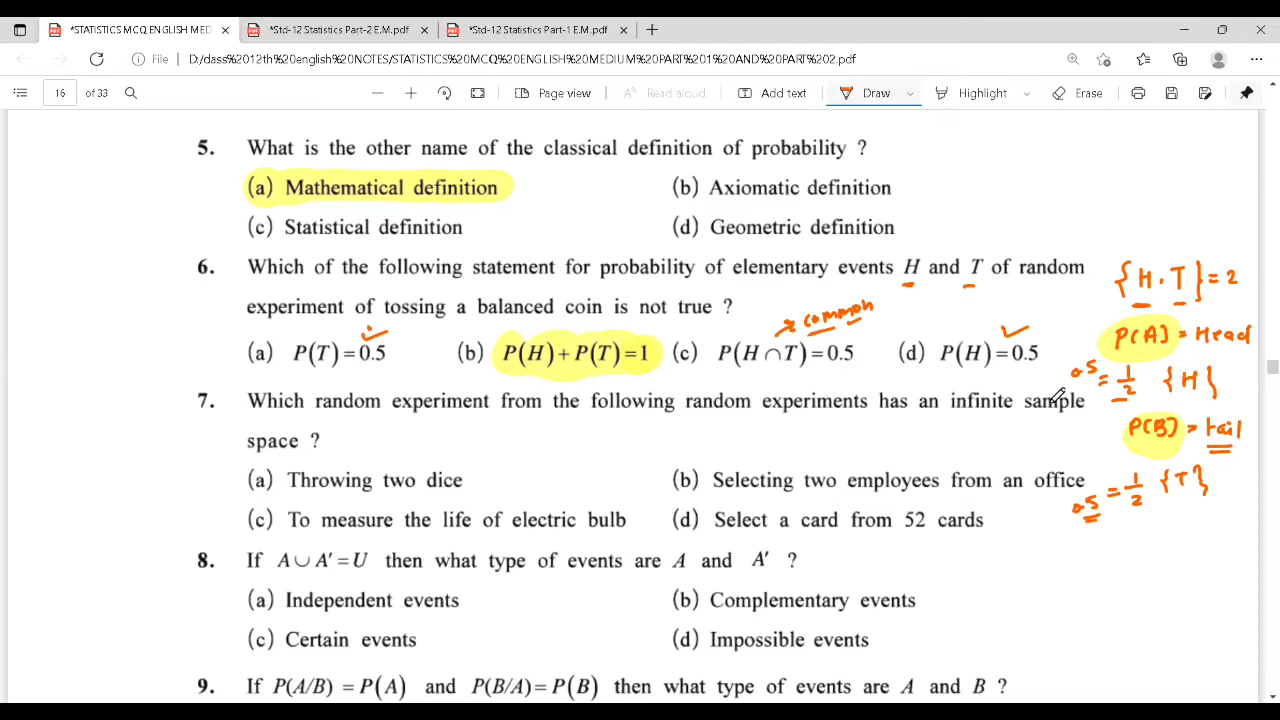 *STATISTICS MCQ ENGLISH MED
*Std-12 Statistics Part-2 E.M.pdf
*Std-12 Statistics Part-1 E.M.pdf
File
D:/class%2012th%20english%20NOTES/STATISTICS%20MCQ%20ENGLISH%20MEDIUM%20PART%201%20AND%20PART%202.pdf
16 of 33
Page view
Read aloud
Add text
Draw
Highlight
Erase
5. What is the other name of the classical definition of probability ?
(a) Mathematical definition (b) Axiomatic definition
(c) Statistical definition (d) Geometric definition
6. Which of the following statement for probability of elementary events H and T of random
experiment of tossing a balanced coin is not true ?
common
(a) P(T)=0.5 (b) P(H)+P(T)=1 (c) P(H∩T)=0.5 (d) P(H)=0.5
{H.T}=2
P(A) = Head
0.5 = 1/2 {H}
P(B) = tail
0.5 = 1/2 {T}
7. Which random experiment from the following random experiments has an infinite sample
space ?
(a) Throwing two dice (b) Selecting two employees from an office
(c) To measure the life of electric bulb (d) Select a card from 52 cards
8. If A∪A′=U then what type of events are A and A′ ?
(a) Independent events (b) Complementary events
(c) Certain events (d) Impossible events
9. If P(A/B) = P(A) and P(B/A)= P(B) then what type of events are A and B ?